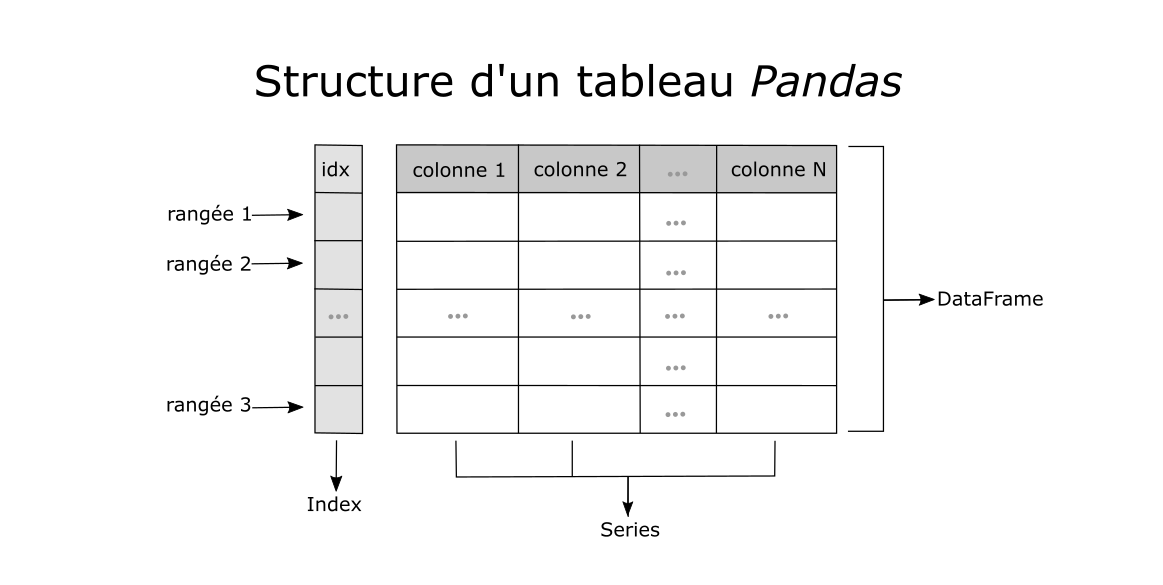 Structure d'un tableau Pandas
idx
colonne 1 colonne 2 ... colonne N
rangée 1
...
rangée 2
...
... ... ... ... ...
...
rangée 3
...
DataFrame
Index
Series